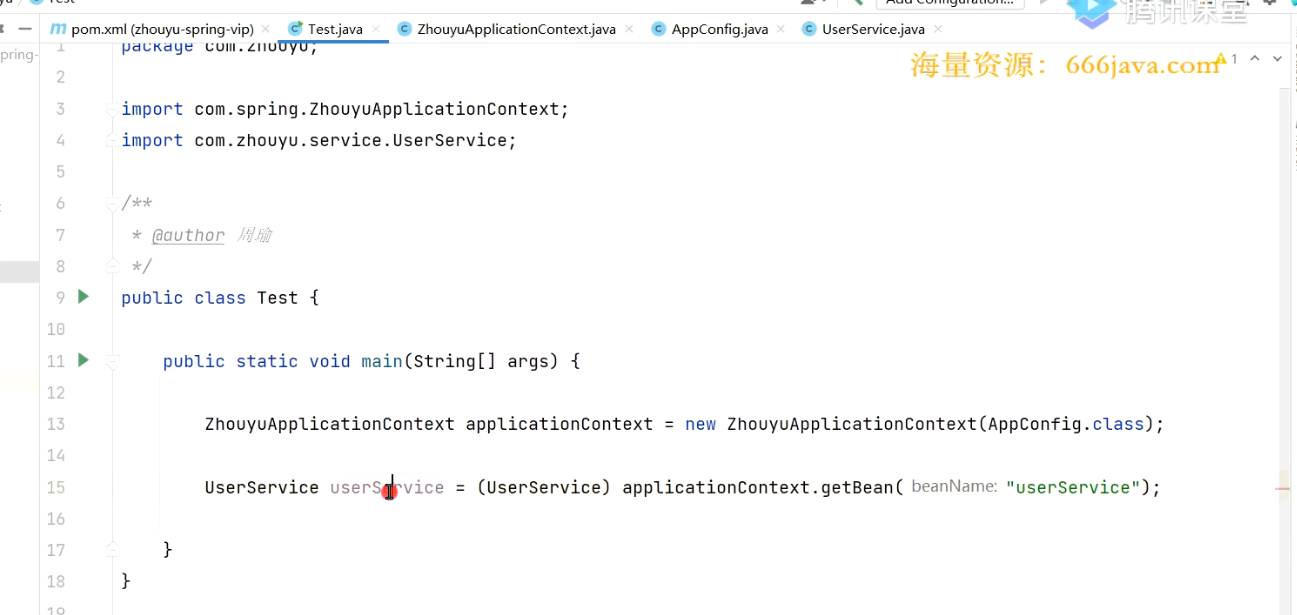 Add Configuration...
腾讯课堂
pom.xml (zhouyu-spring-vip) Test.java ZhouyuApplicationContext.java AppConfig.java UserService.java
海量资源：666java.com
1
pring-
1 package com.zhouyu;
2
3 import com.spring.ZhouyuApplicationContext;
4 import com.zhouyu.service.UserService;
5
6 /**
7 * @author 周瑜
8 */
9 public class Test {
10
11 public static void main(String[] args) {
12
13 ZhouyuApplicationContext applicationContext = new ZhouyuApplicationContext(AppConfig.class);
14
15 UserService userService = (UserService) applicationContext.getBean( beanName: "userService");
16
17 }
18 }
19